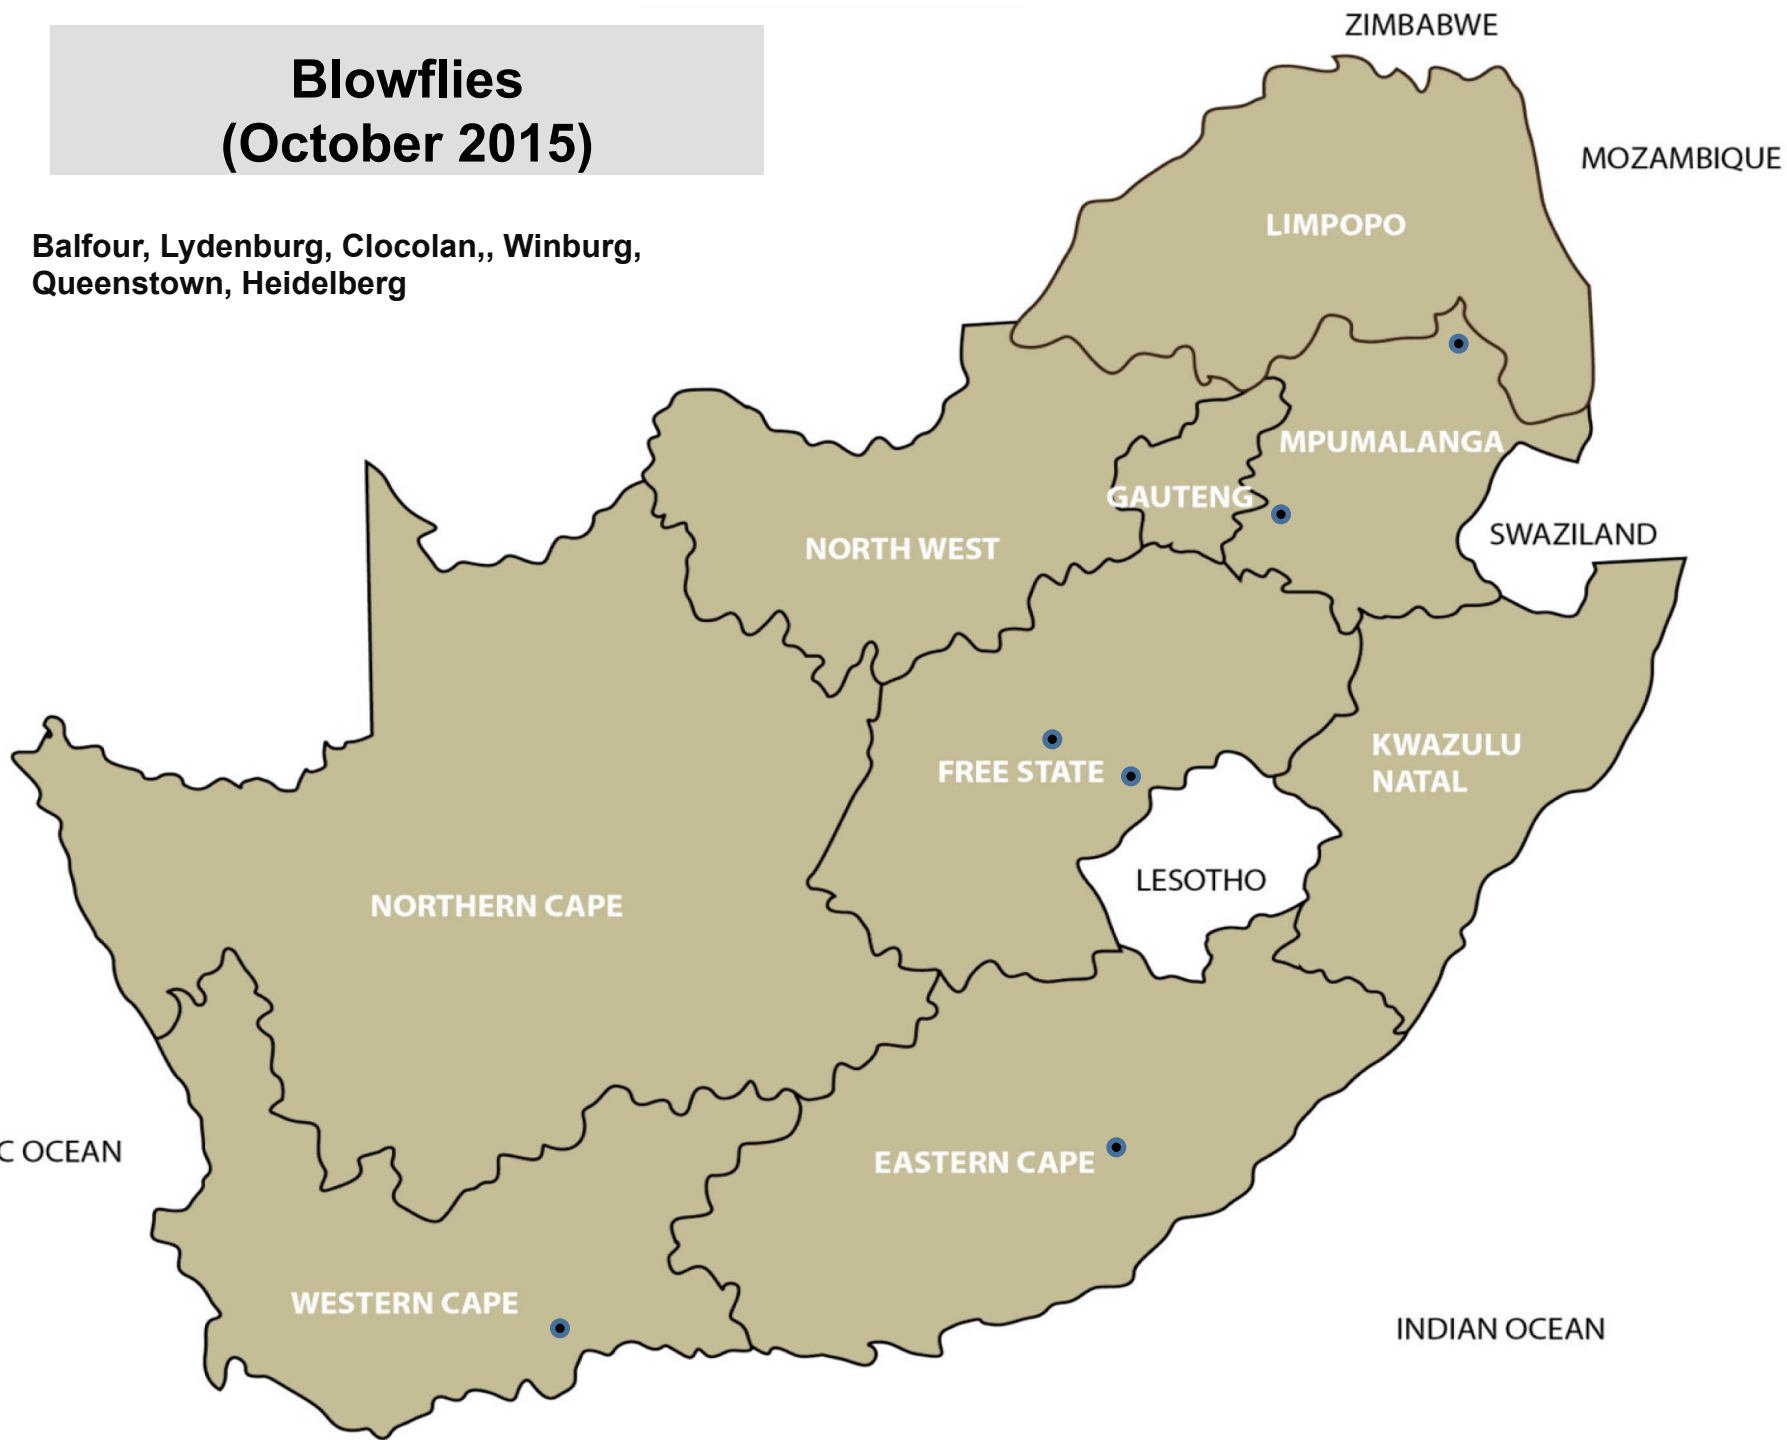 Blowflies
(October 2015)
Balfour, Lydenburg, Clocolan,, Winburg,
Queenstown, Heidelberg
ZIMBABWE
MOZAMBIQUE
LIMPOPO
MPUMALANGA
GAUTENG
SWAZILAND
NORTH WEST
KWAZULU
NATAL
FREE STATE
LESOTHO
NORTHERN CAPE
C OCEAN
EASTERN CAPE
WESTERN CAPE
INDIAN OCEAN